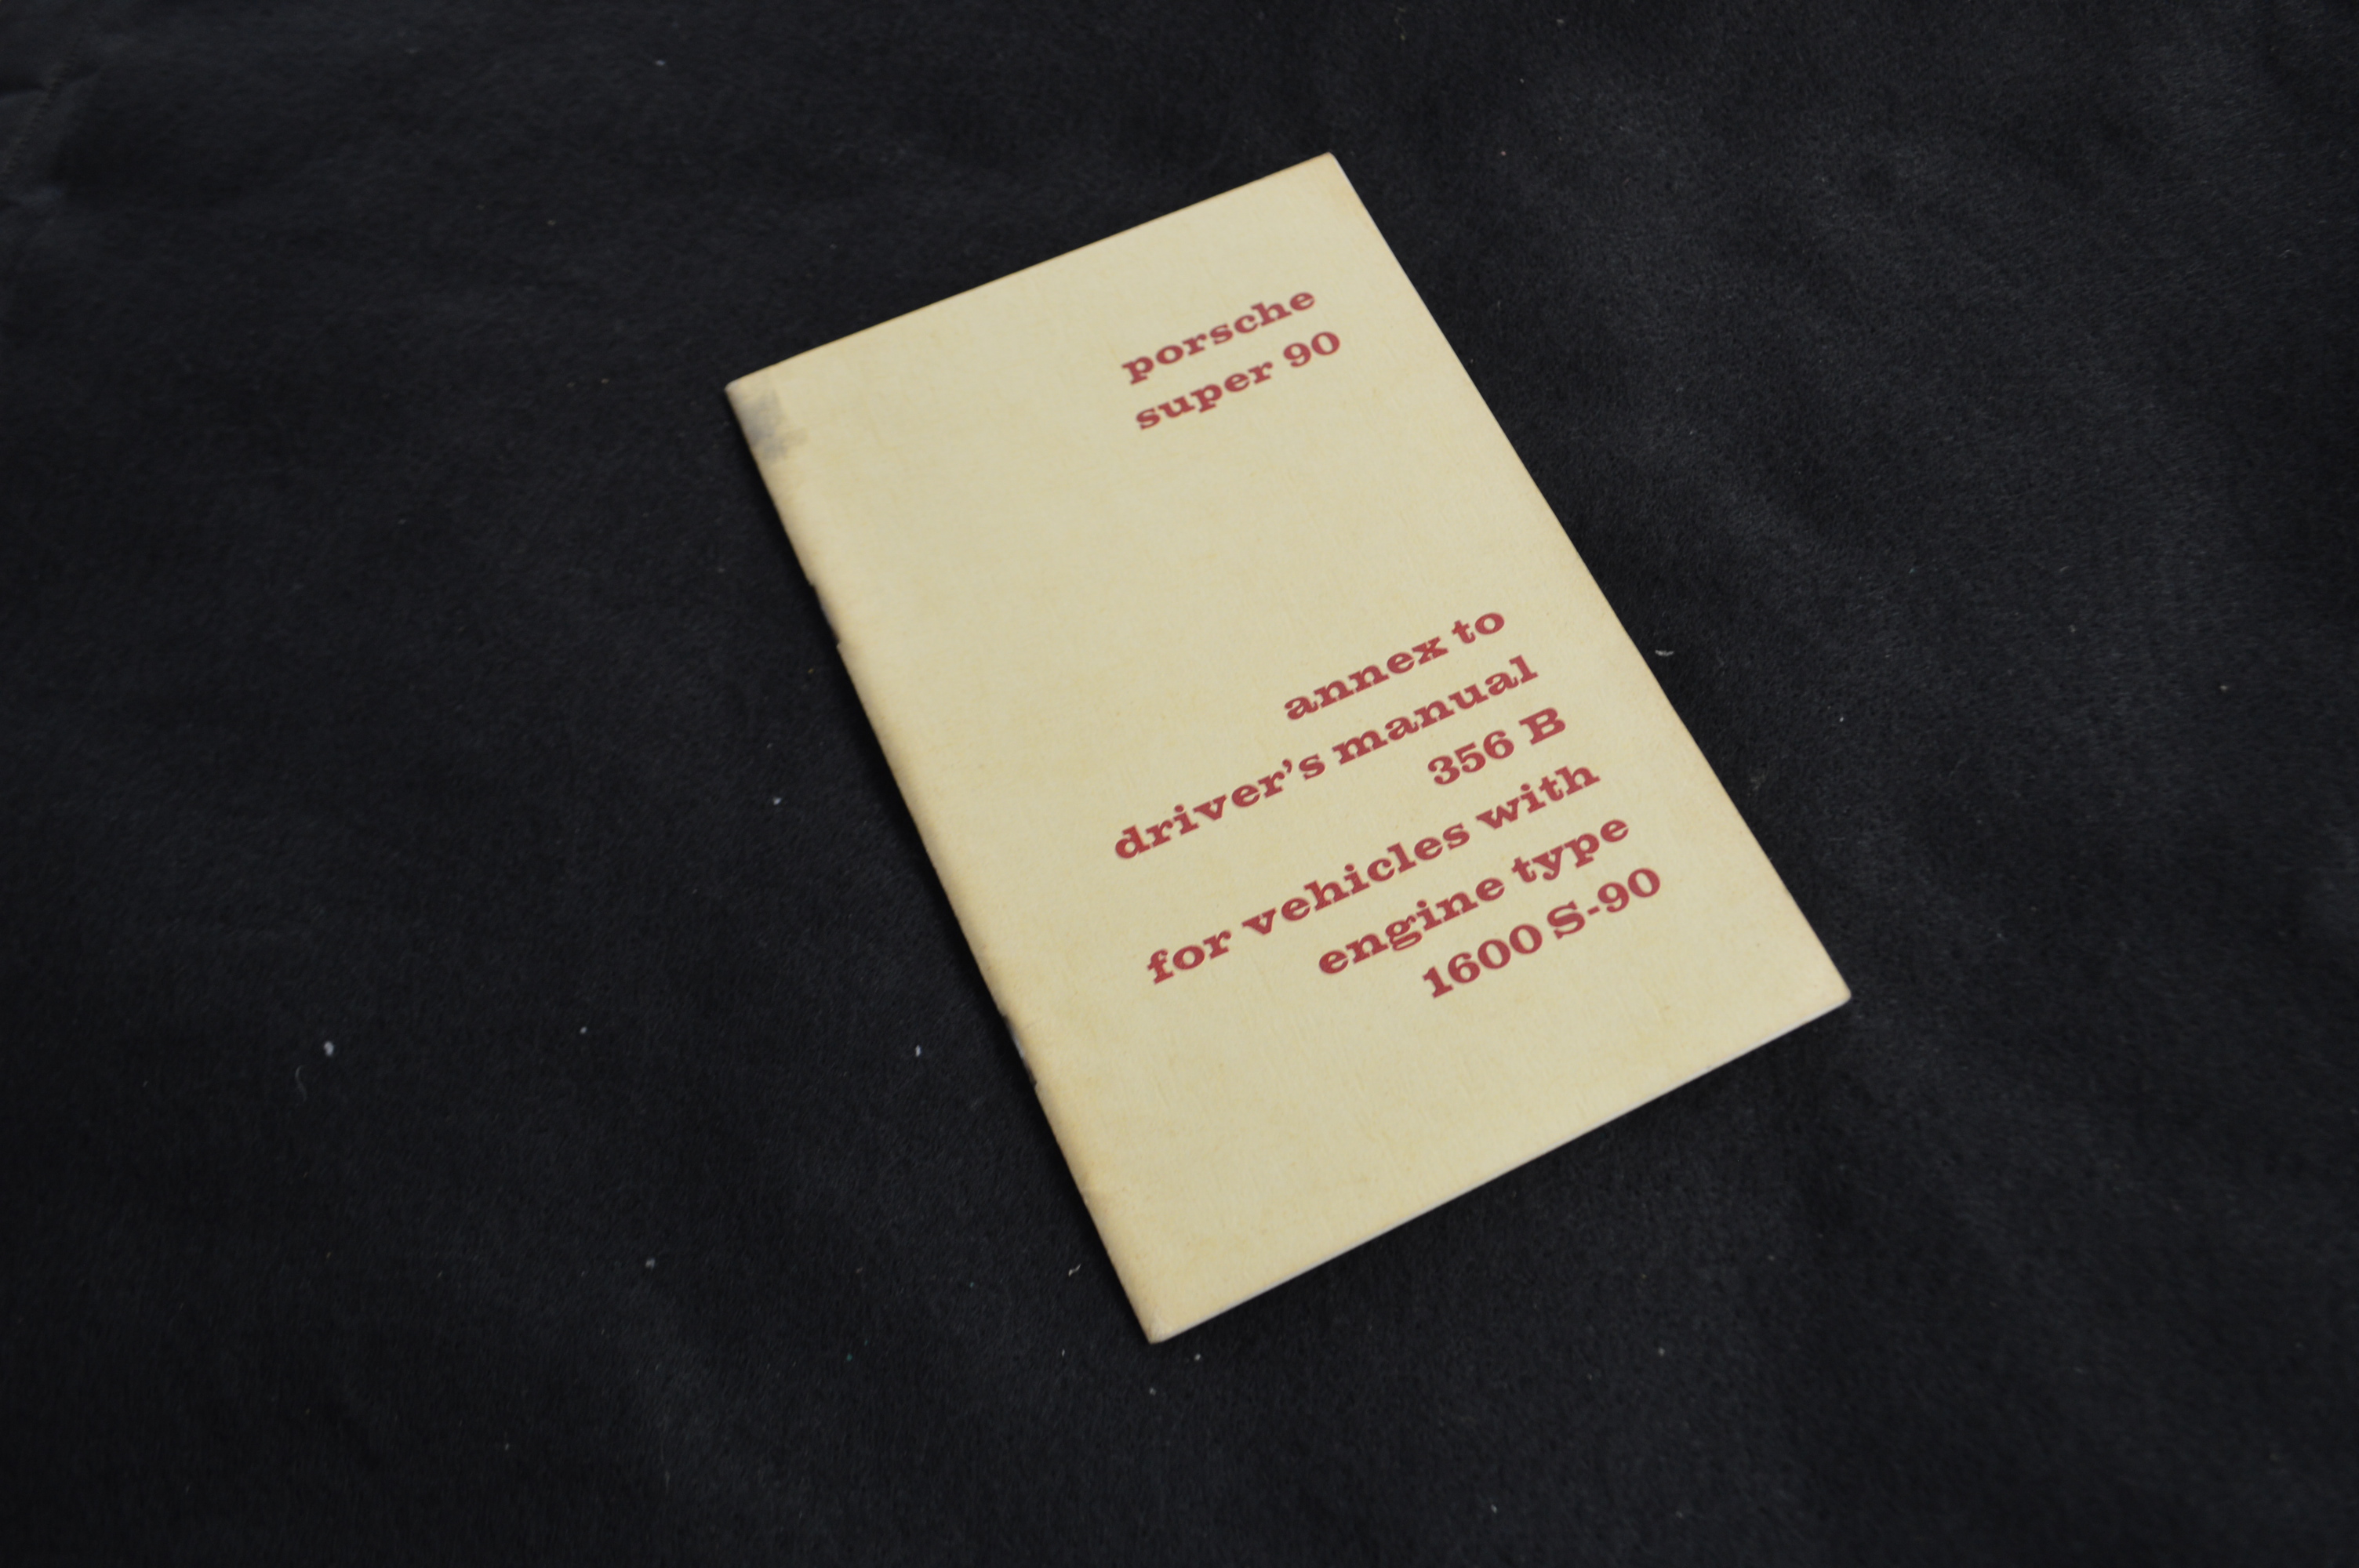 porsche
super 90
annex to
driver's manual
356 B
for vehicles with
engine type
1600 S-90